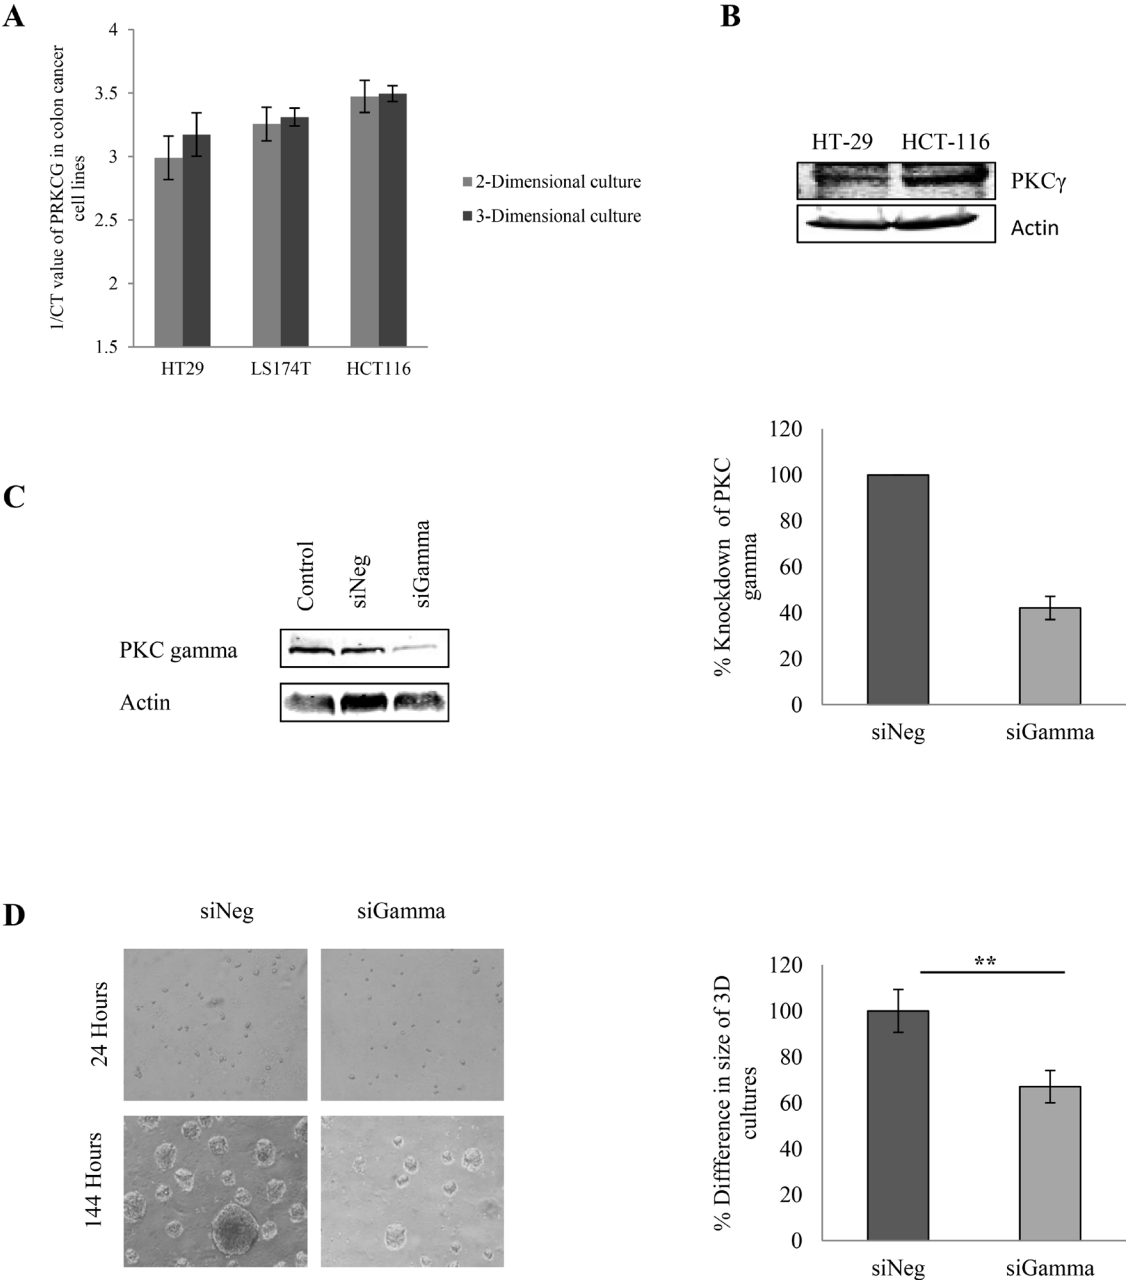 A
1/CT value of PRKCG in colon cancer
cell lines
4
3.5
3
2.5
2
1.5
HT29
LS174T
HCT116
2-Dimensional culture
3-Dimensional culture
B
HT-29
HCT-116
PKCγ
Actin
C
Control
siNeg
siGamma
PKC gamma
Actin
% Knockdown of PKC
gamma
120
100
80
60
40
20
0
siNeg
siGamma
D
siNeg
siGamma
24 Hours
144 Hours
% Diffference in size of 3D
cultures
120
100
80
60
40
20
0
**
siNeg
siGamma